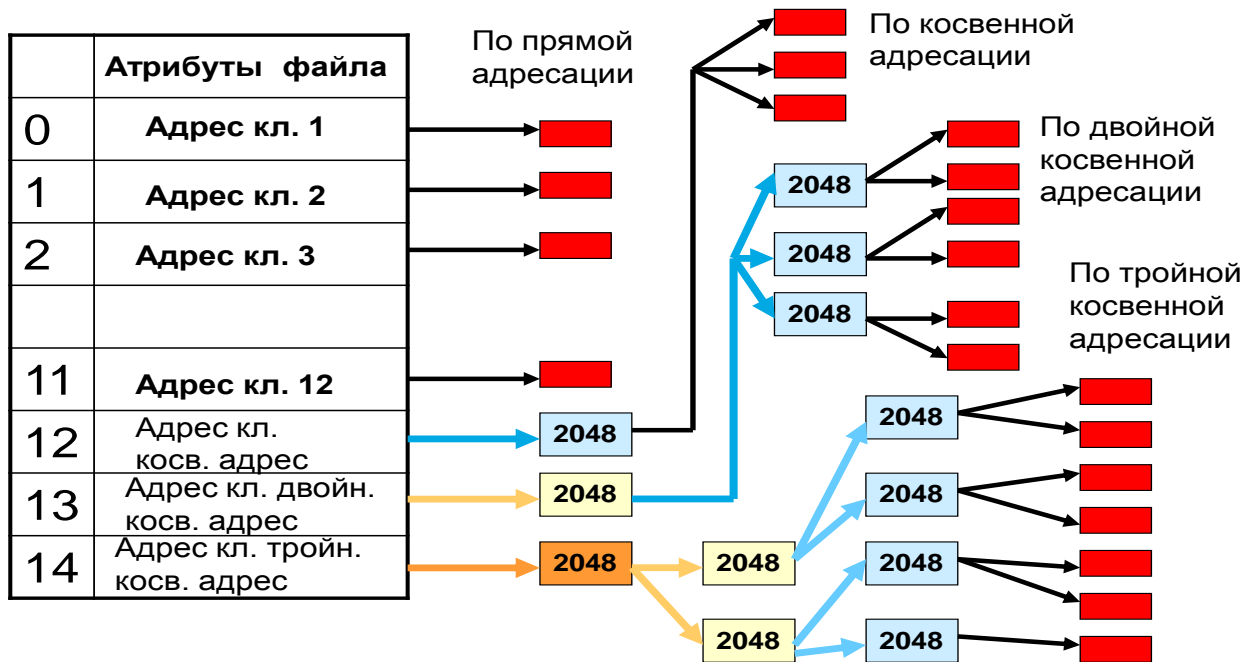 Атрибуты файла
0
Адрес кл. 1
1
Адрес кл. 2
2
Адрес кл. 3
11
Адрес кл. 12
12
Адрес кл.
косв. адрес
13
Адрес кл. двойн.
косв. адрес
14
Адрес кл. тройн.
косв. адрес
По прямой
адресации
2048
2048
2048
По косвенной
адресации
2048
2048
2048
По двойной
косвенной
адресации
По тройной
косвенной
адресации
2048
2048
2048
2048
2048
2048